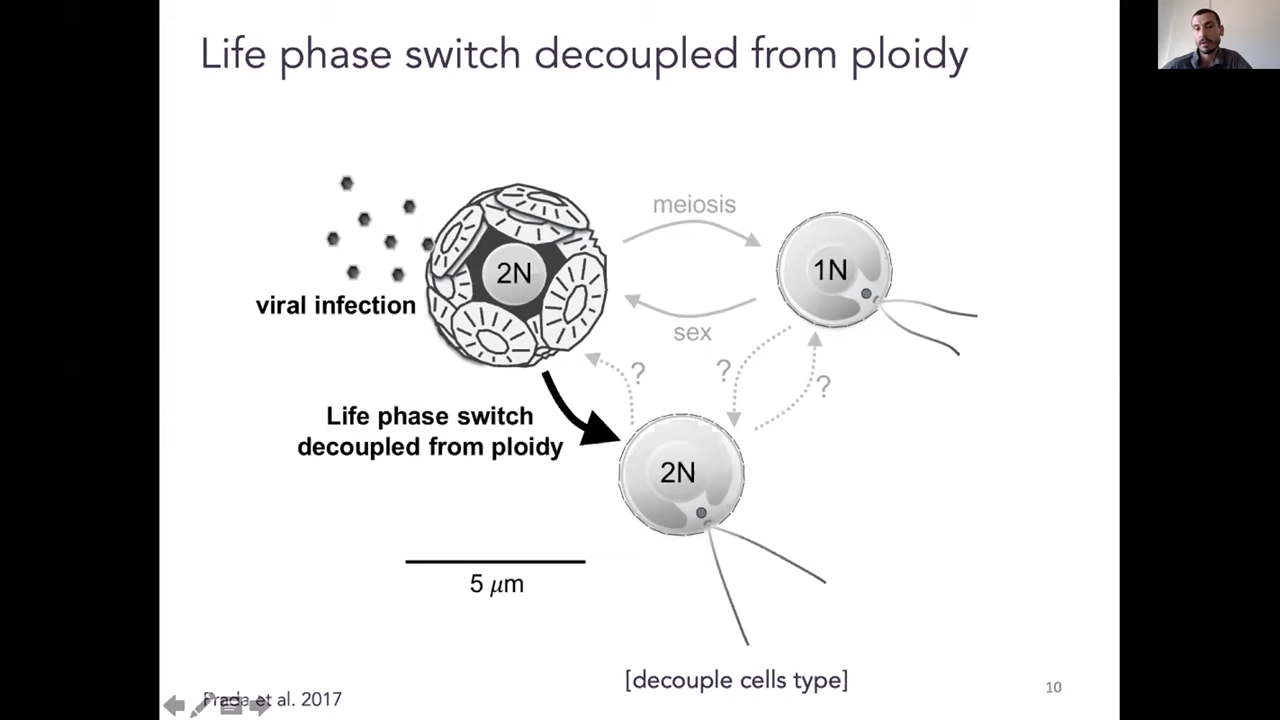 Life phase switch decoupled from ploidy
meiosis
2N
1N
viral infection
sex
?
?
?
Life phase switch
decoupled from ploidy
2N
5 μm
[decouple cells type]
Frada et al. 2017
10